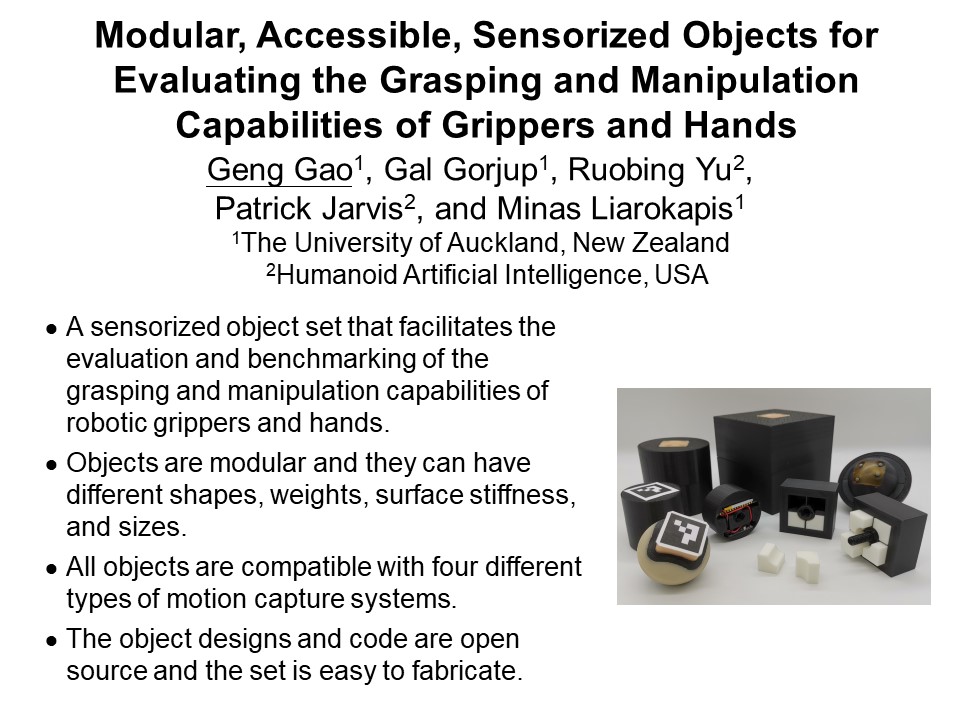 Modular, Accessible, Sensorized Objects for
Evaluating the Grasping and Manipulation
Capabilities of Grippers and Hands
Geng Gao¹, Gal Gorjup¹, Ruobing Yu²,
Patrick Jarvis², and Minas Liarokapis¹
¹The University of Auckland, New Zealand
²Humanoid Artificial Intelligence, USA
● A sensorized object set that facilitates the
evaluation and benchmarking of the
grasping and manipulation capabilities of
robotic grippers and hands.
● Objects are modular and they can have
different shapes, weights, surface stiffness,
and sizes.
● All objects are compatible with four different
types of motion capture systems.
● The object designs and code are open
source and the set is easy to fabricate.